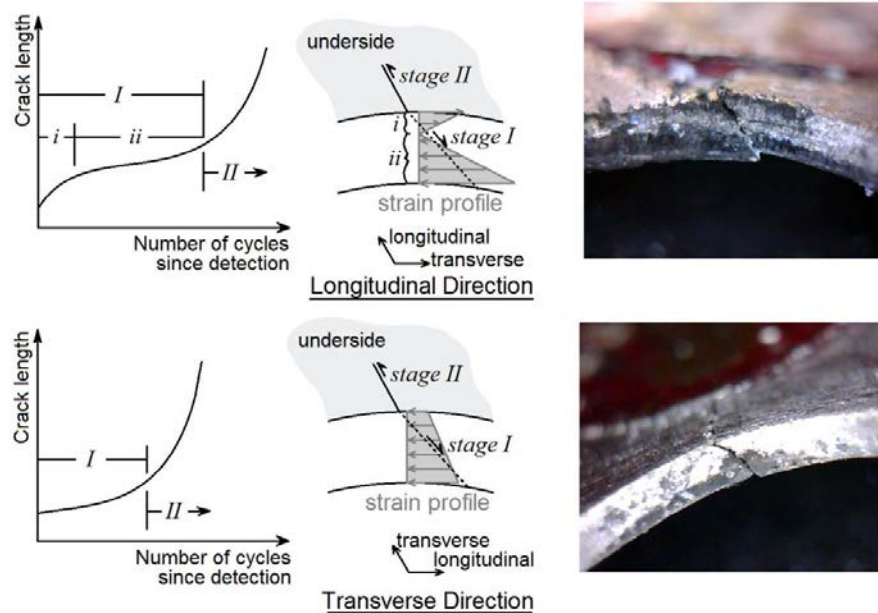 Crack length
I
i
ii
II
Number of cycles
since detection
underside
stage II
i
stage I
ii
strain profile
longitudinal
transverse
Longitudinal Direction
Crack length
I
II
Number of cycles
since detection
underside
stage II
stage I
strain profile
transverse
longitudinal
Transverse Direction